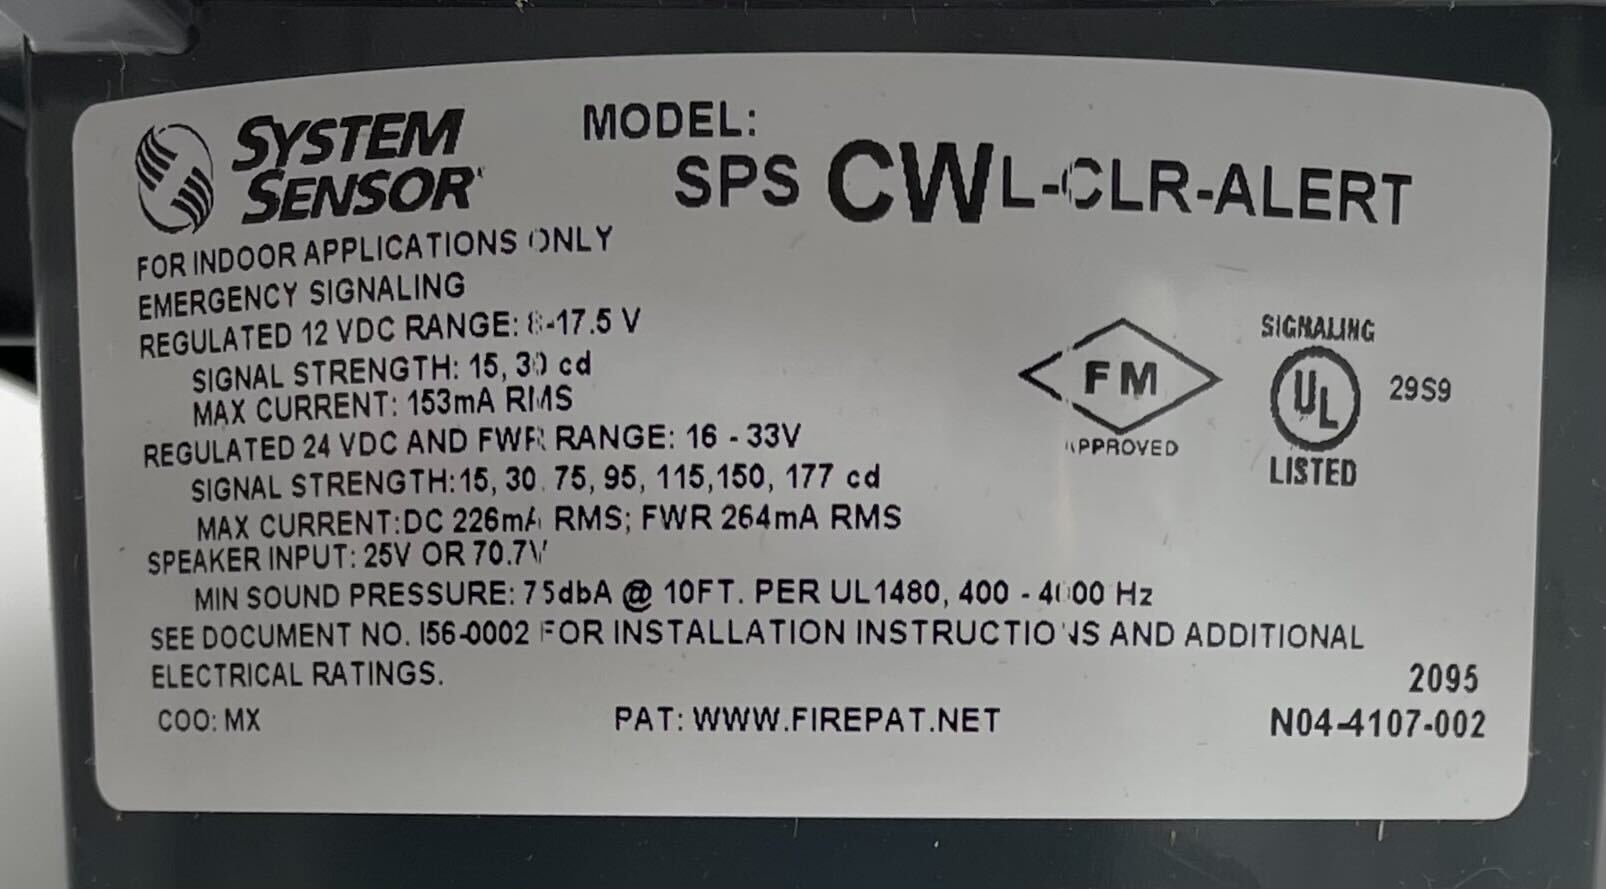 SYSTEM
SENSOR
MODEL:
SPS CWL-CLR-ALERT
FOR INDOOR APPLICATIONS ONLY
EMERGENCY SIGNALING
REGULATED 12 VDC RANGE: 8-17.5 V
SIGNAL STRENGTH: 15, 30 cd
MAX CURRENT: 153mA RMS
REGULATED 24 VDC AND FWR RANGE: 16 - 33V
SIGNAL STRENGTH:15, 30, 75, 95, 115,150, 177 cd
MAX CURRENT:DC 226mA RMS; FWR 264mA RMS
SPEAKER INPUT: 25V OR 70.7V
MIN SOUND PRESSURE: 75dbA @ 10FT. PER UL1480, 400 - 4000 Hz
SEE DOCUMENT NO. I56-0002 FOR INSTALLATION INSTRUCTIONS AND ADDITIONAL
ELECTRICAL RATINGS.
COO: MX
PAT: WWW.FIREPAT.NET
FM
APPROVED
SIGNALING
UL
LISTED
29S9
2095
N04-4107-002